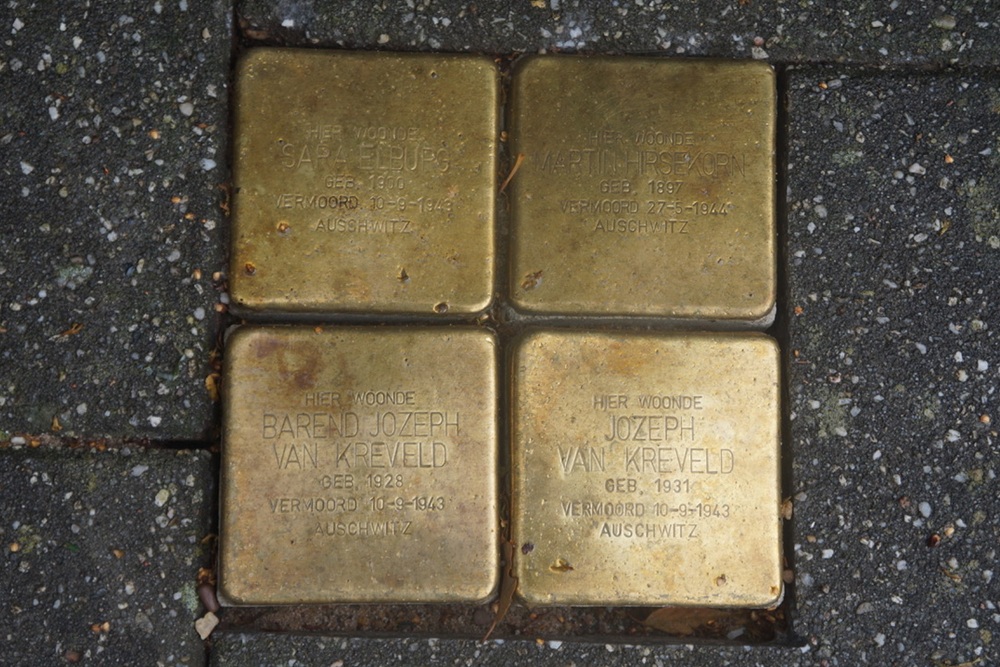 HIER WOONDE
SARA ELBURG
GEB. 1900
VERMOORD 10-9-1943
AUSCHWITZ
HIER WOONDE
MARTIN HIRSEKORN
GEB. 1897
VERMOORD 27-5-1944
AUSCHWITZ
HIER WOONDE
BAREND JOZEPH
VAN KREVELD
GEB. 1928
VERMOORD 10-9-1943
AUSCHWITZ
HIER WOONDE
JOZEPH
VAN KREVELD
GEB. 1931
VERMOORD 10-9-1943
AUSCHWITZ